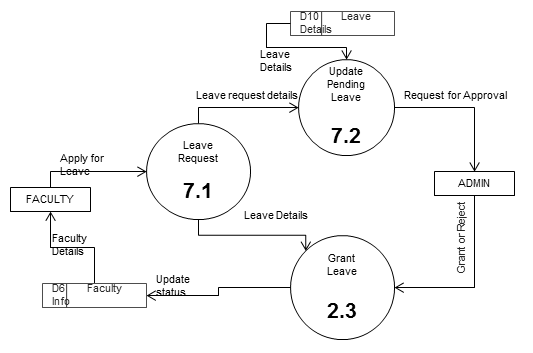 D10 Leave
Details
Leave
Details
Update
Pending
Leave
7.2
Leave request details
Request for Approval
Leave
Request
7.1
Apply for
Leave
FACULTY
ADMIN
Grant or Reject
Leave Details
Faculty
Details
Grant
Leave
2.3
Update
status
D6 Faculty
Info